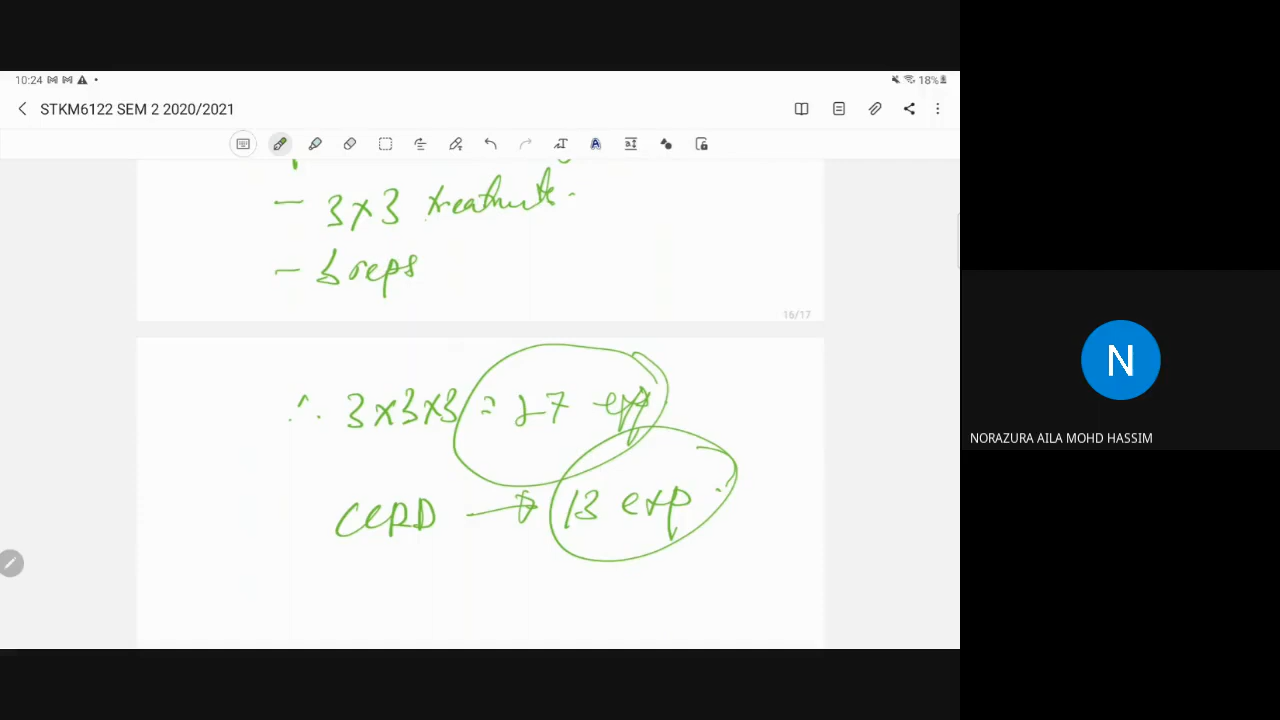 10:24
18%
STKM6122 SEM 2 2020/2021
- 3x3 treatments.
- 3 reps
16/17
∴ 3x3x3 = 27 exp
CCRD → 13 exp.
N
NORAZURA AILA MOHD HASSIM